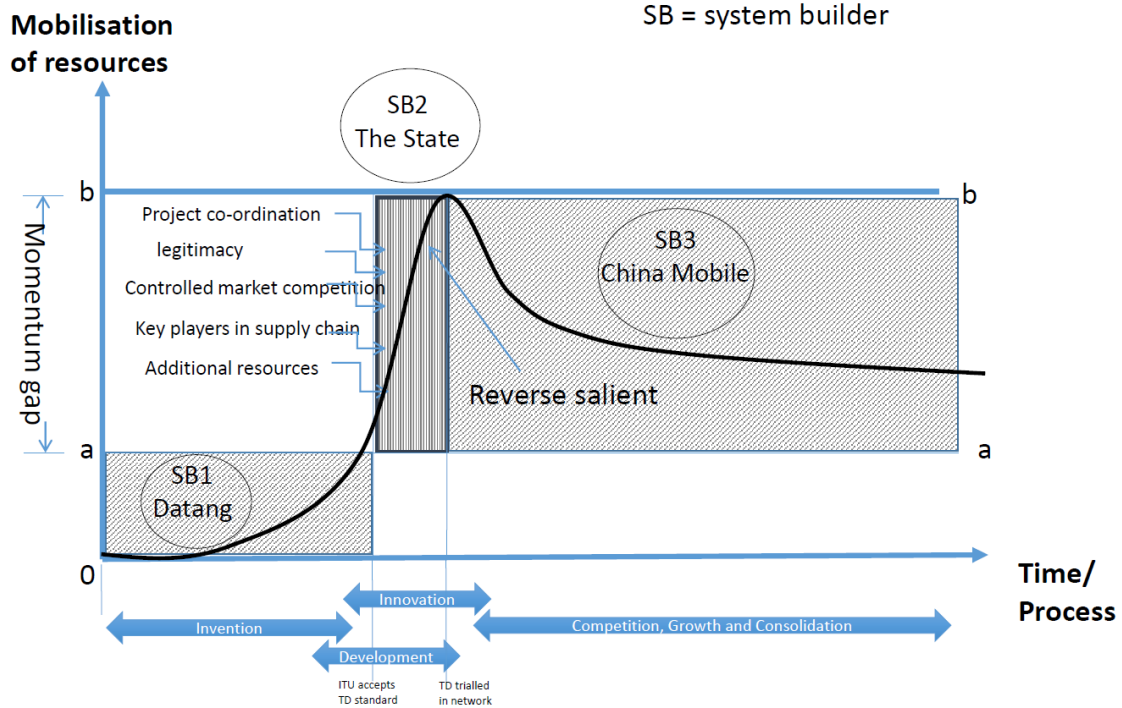 Mobilisation
of resources
SB = system builder
SB2
The State
b
b
Project co-ordination
legitimacy
Controlled market competition
Key players in supply chain
Additional resources
Momentum gap
SB3
China Mobile
Reverse salient
a
a
SB1
Datang
0
Time/
Process
Innovation
Invention
Competition, Growth and Consolidation
Development
ITU accepts
TD standard
TD trialled
in network